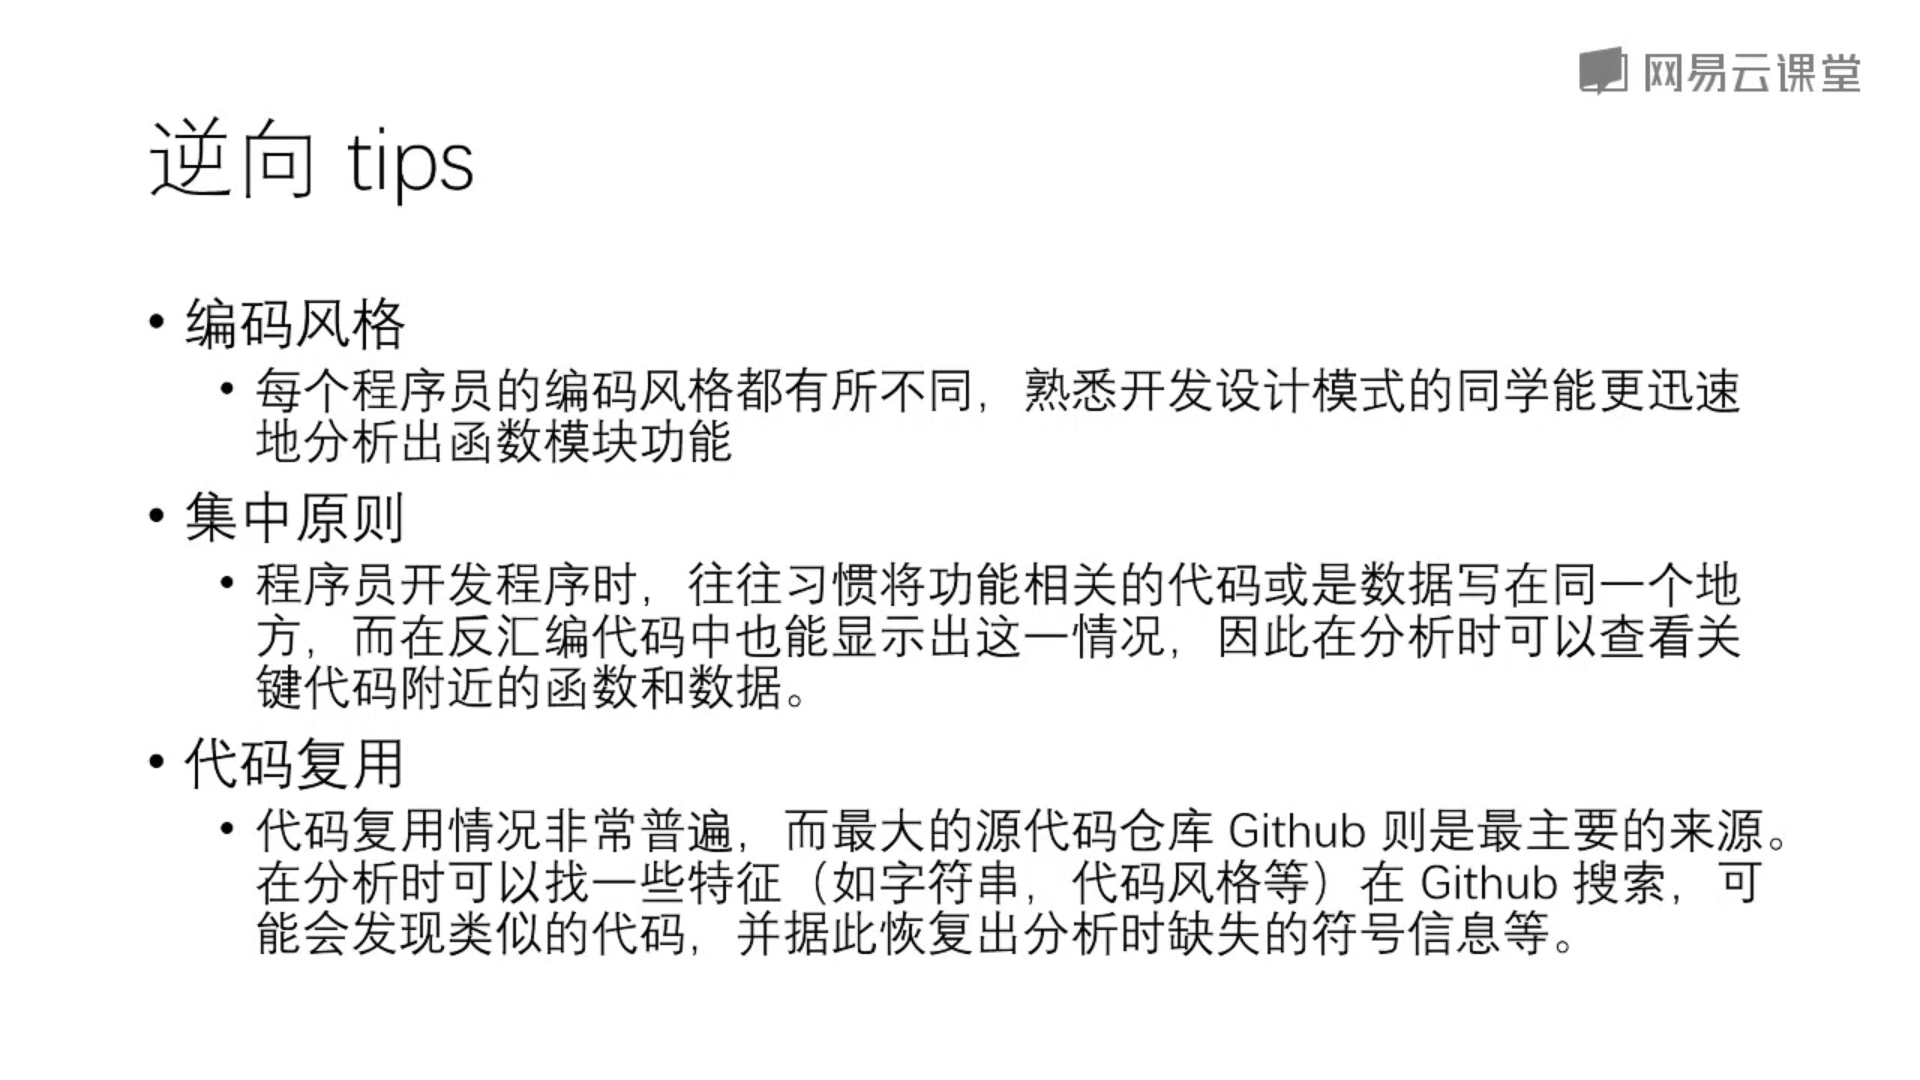 网易云课堂
逆向 tips
• 编码风格
• 每个程序员的编码风格都有所不同，熟悉开发设计模式的同学能更迅速
地分析出函数模块功能
• 集中原则
• 程序员开发程序时，往往习惯将功能相关的代码或是数据写在同一个地
方，而在反汇编代码中也能显示出这一情况，因此在分析时可以查看关
键代码附近的函数和数据。
• 代码复用
• 代码复用情况非常普遍，而最大的源代码仓库 Github 则是最主要的来源。
在分析时可以找一些特征（如字符串，代码风格等）在 Github 搜索，可
能会发现类似的代码，并据此恢复出分析时缺失的符号信息等。